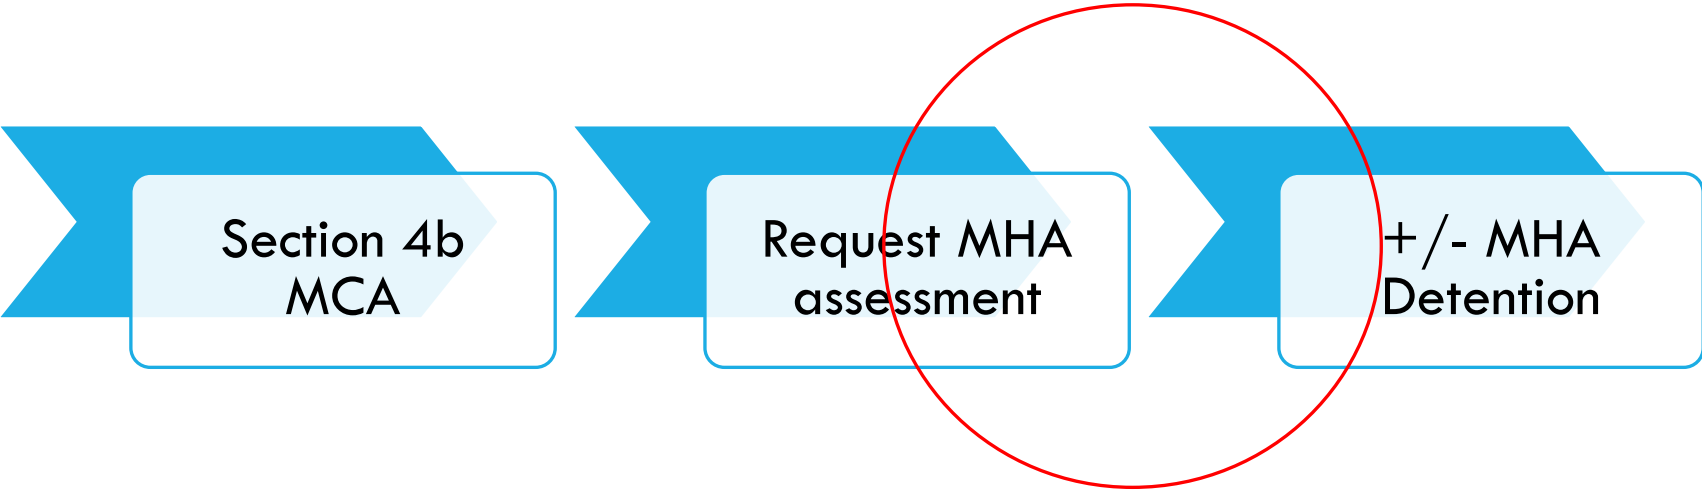 Section 4b
MCA
Request MHA
assessment
+/- MHA
Detention